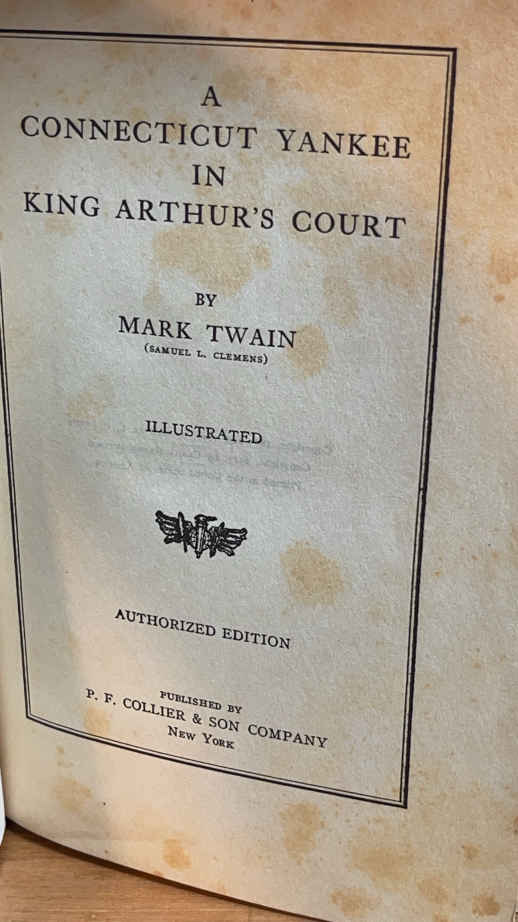 A
CONNECTICUT YANKEE
IN
KING ARTHUR'S COURT
BY
MARK TWAIN
(SAMUEL L. CLEMENS)
ILLUSTRATED
AUTHORIZED EDITION
PUBLISHED BY
P. F. COLLIER & SON COMPANY
NEW YORK